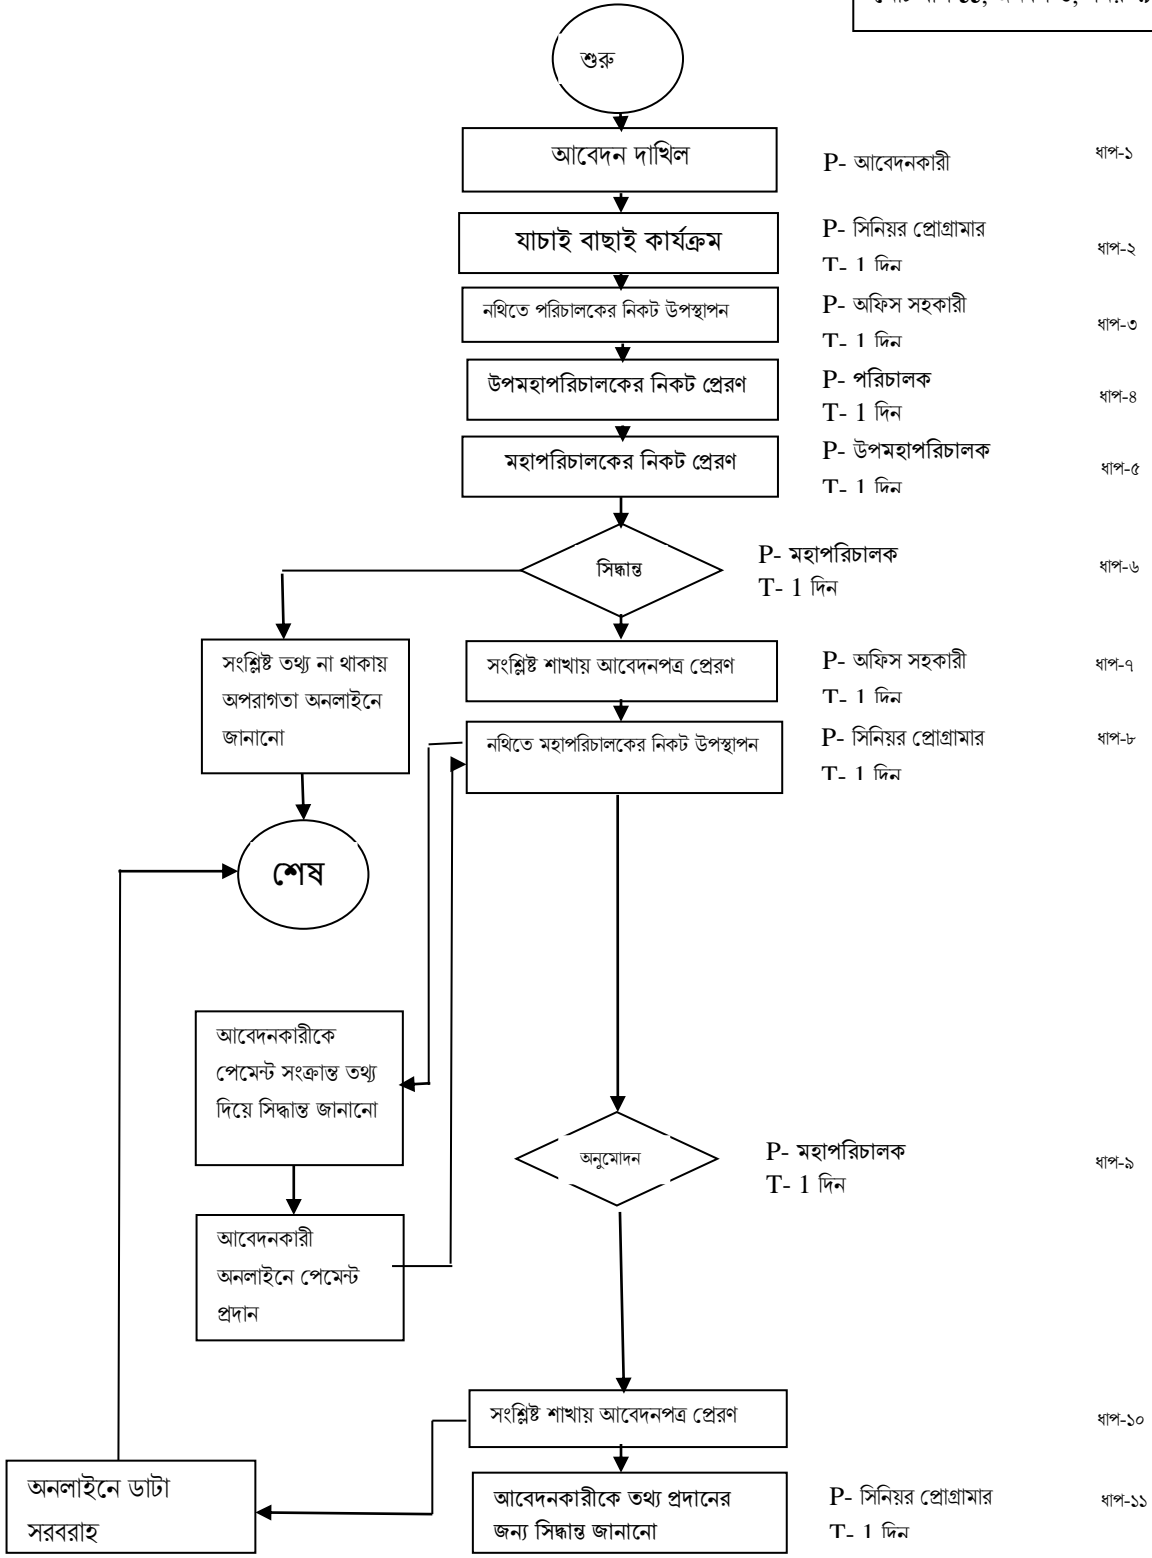 শুরু
আবেদন দাখিল
P- আবেদনকারী
ধাপ-১
যাচাই বাছাই কার্যক্রম
P- সিনিয়র প্রোগ্রামার
T- 1 দিন
ধাপ-২
নথিতে পরিচালকের নিকট উপস্থাপন
P- অফিস সহকারী
T- 1 দিন
ধাপ-৩
উপমহাপরিচালকের নিকট প্রেরণ
P- পরিচালক
T- 1 দিন
ধাপ-৪
মহাপরিচালকের নিকট প্রেরণ
P- উপমহাপরিচালক
T- 1 দিন
ধাপ-৫
সিদ্ধান্ত
P- মহাপরিচালক
T- 1 দিন
ধাপ-৬
সংশ্লিষ্ট তথ্য না থাকায়
অপরাগতা অনলাইনে
জানানো
সংশ্লিষ্ট শাখায় আবেদনপত্র প্রেরণ
P- অফিস সহকারী
T- 1 দিন
ধাপ-৭
নথিতে মহাপরিচালকের নিকট উপস্থাপন
P- সিনিয়র প্রোগ্রামার
T- 1 দিন
ধাপ-৮
শেষ
আবেদনকারীকে
পেমেন্ট সংক্রান্ত তথ্য
দিয়ে সিদ্ধান্ত জানানো
অনুমোদন
P- মহাপরিচালক
T- 1 দিন
ধাপ-৯
আবেদনকারী
অনলাইনে পেমেন্ট
প্রদান
সংশ্লিষ্ট শাখায় আবেদনপত্র প্রেরণ
ধাপ-১০
অনলাইনে ডাটা
সরবরাহ
আবেদনকারীকে তথ্য প্রদানের
জন্য সিদ্ধান্ত জানানো
P- সিনিয়র প্রোগ্রামার
T- 1 দিন
ধাপ-১১